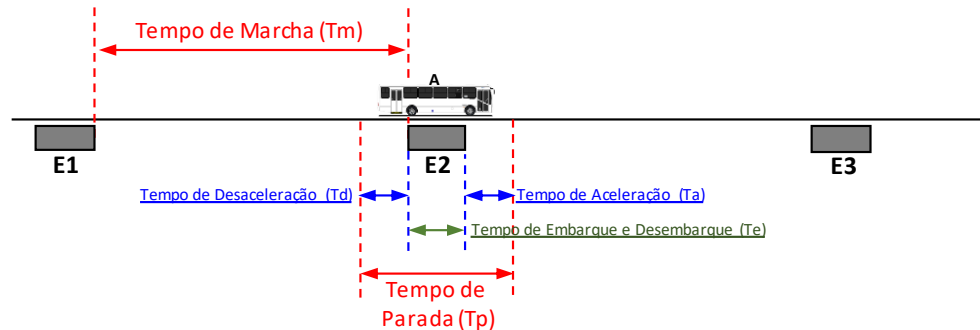 Tempo de Marcha (Tm)
A
E1
E2
E3
Tempo de Desaceleração (Td)
Tempo de Aceleração (Ta)
Tempo de Embarque e Desembarque (Te)
Tempo de
Parada (Tp)